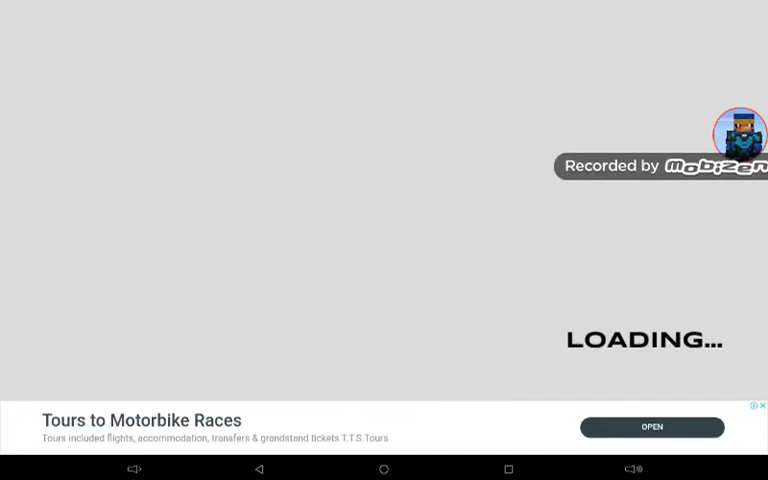 Recorded by Mobizen
LOADING...
Tours to Motorbike Races
Tours included flights, accommodation, transfers & grandstand tickets T.T.S.Tours
OPEN